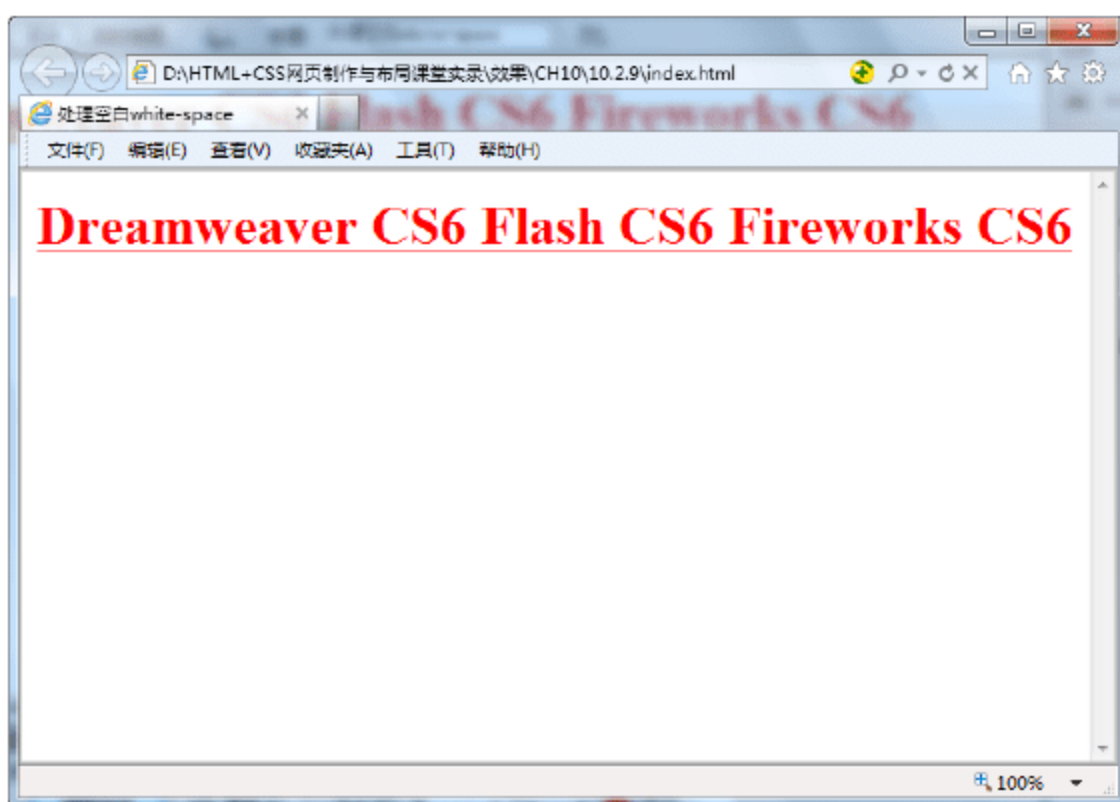 D:\HTML+CSS网页制作与布局课堂实录\效果\CH10\10.2.9\index.html
处理空白white-space
文件(F) 编辑(E) 查看(V) 收藏夹(A) 工具(T) 帮助(H)
Dreamweaver CS6 Flash CS6 Fireworks CS6
100%